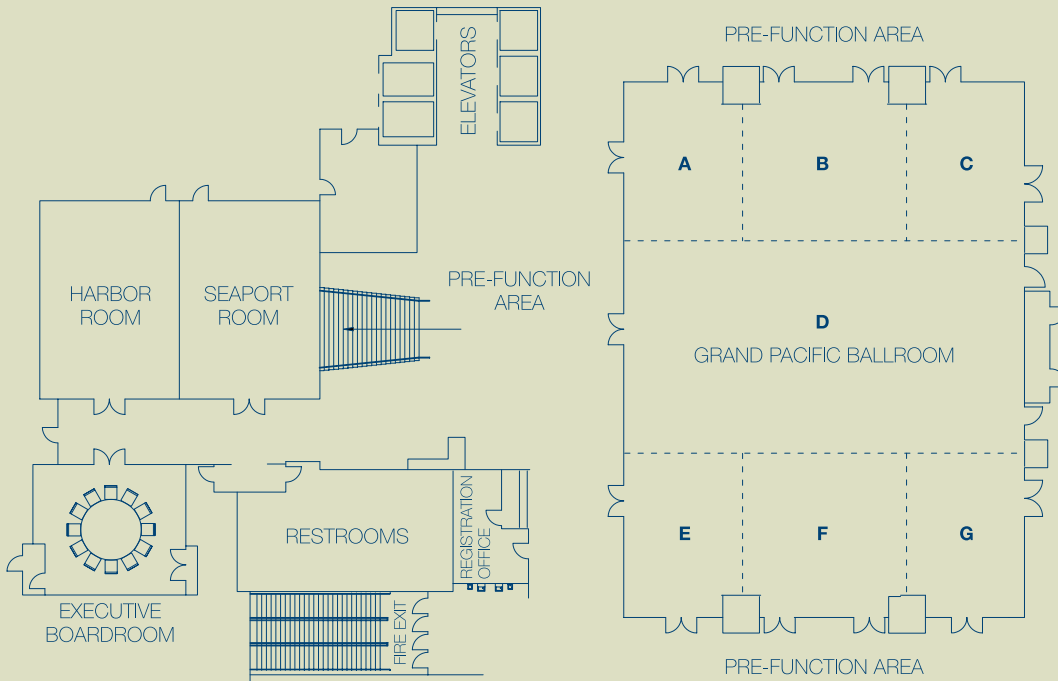 PRE-FUNCTION AREA
ELEVATORS
A
B
C
HARBOR
ROOM
SEAPORT
ROOM
PRE-FUNCTION
AREA
D
GRAND PACIFIC BALLROOM
E
F
G
RESTROOMS
REGISTRATION
OFFICE
EXECUTIVE
BOARDROOM
FIRE EXIT
PRE-FUNCTION AREA